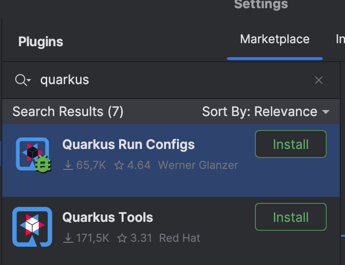 Settings
Plugins
Marketplace
In
quarkus
Search Results (7) Sort By: Relevance
Quarkus Run Configs Install
65,7K 4.64 Werner Glanzer
Quarkus Tools Install
171,5K 3.31 Red Hat